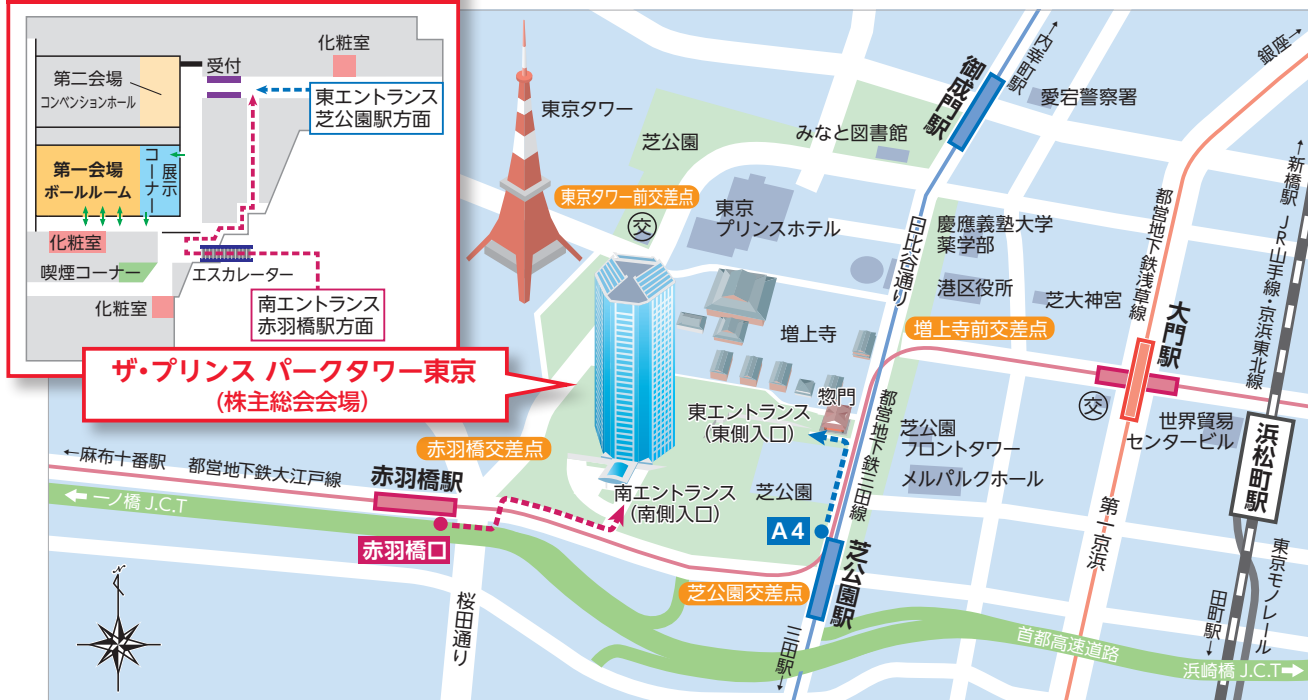 化粧室
受付
第二会場
コンベンションホール
東エントランス
芝公園駅方面
第一会場
ボールルーム
展示
コーナー
化粧室
喫煙コーナー
エスカレーター
化粧室
南エントランス
赤羽橋駅方面
ザ・プリンス パークタワー東京
(株主総会会場)
東京タワー
芝公園
東京タワー前交差点
交
みなと図書館
御成門駅
←内幸町駅
愛宕警察署
銀座→
東京
プリンスホテル
日比谷通り
慶應義塾大学
薬学部
港区役所
芝大神宮
都営地下鉄浅草線
←新橋駅 JR山手線・京浜東北線
増上寺
増上寺前交差点
大門駅
交
世界貿易
センタービル
浜松町駅
惣門
東エントランス
(東側入口)
都営地下鉄三田線
芝公園
フロントタワー
メルパルクホール
赤羽橋交差点
←麻布十番駅
都営地下鉄大江戸線
赤羽橋駅
←一ノ橋 J.C.T
赤羽橋口
南エントランス
(南側入口)
芝公園
A4
芝公園駅
第一京浜
東京モノレール
田町駅→
芝公園交差点
桜田通り
三田駅→
首都高速道路
浜崎橋 J.C.T→
N